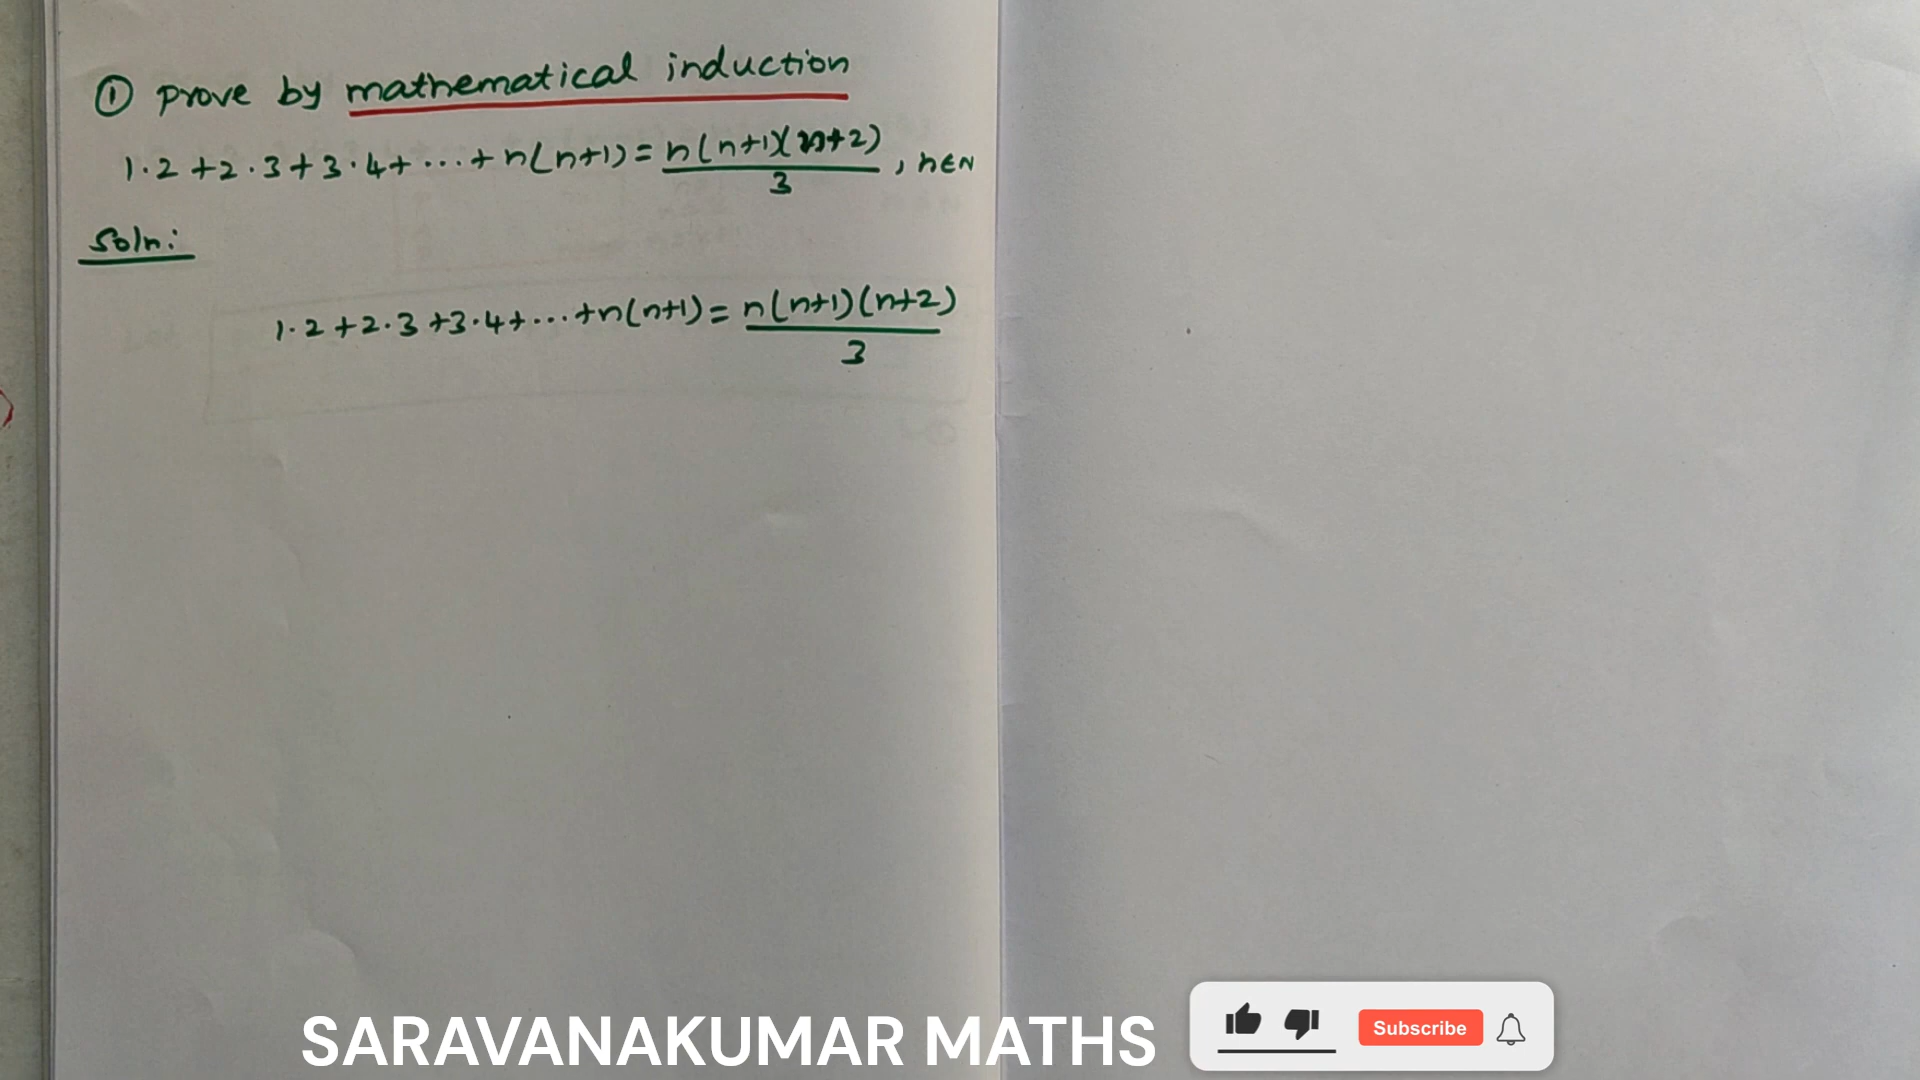 ① prove by mathematical induction
1·2 + 2·3 + 3·4 + ... + n(n+1) = n(n+1)(n+2)/3 , n∈N
Soln:
1·2 + 2·3 + 3·4 + ... + n(n+1) = n(n+1)(n+2)/3
SARAVANAKUMAR MATHS
Subscribe